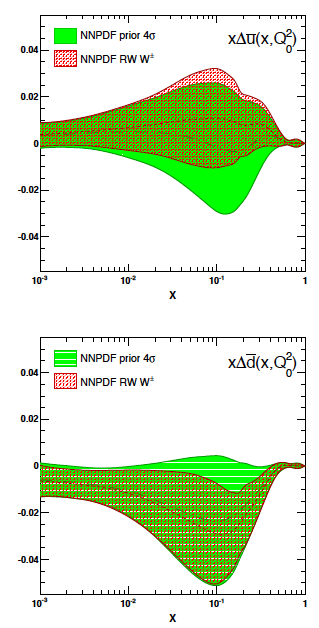 NNPDF prior 4σ
NNPDF RW W±
xΔu̅(x,Q₀²)
0.04
0.02
0
-0.02
-0.04
10⁻³
10⁻²
10⁻¹
1
x
NNPDF prior 4σ
NNPDF RW W±
xΔd̅(x,Q₀²)
0.04
0.02
0
-0.02
-0.04
10⁻³
10⁻²
10⁻¹
1
x